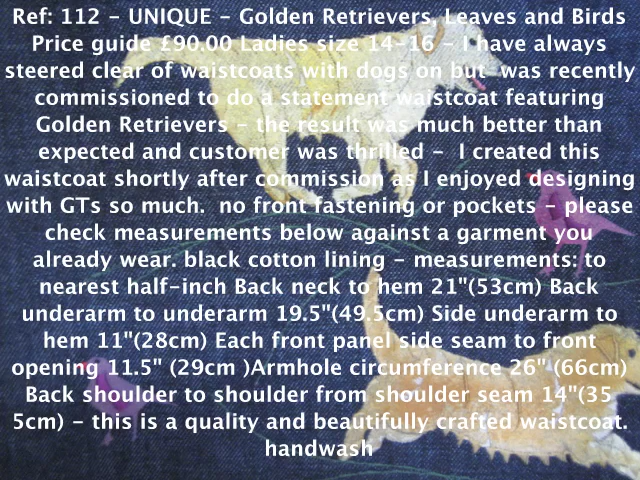 Ref: 112 - UNIQUE - Golden Retrievers, Leaves and Birds
Price guide £90.00 Ladies size 14-16 - I have always
steered clear of waistcoats with dogs on but  was recently
commissioned to do a statement waistcoat featuring
Golden Retrievers - the result was much better than
expected and customer was thrilled -  I created this
waistcoat shortly after commission as I enjoyed designing
with GTs so much.  no front fastening or pockets - please
check measurements below against a garment you
already wear. black cotton lining - measurements: to
nearest half-inch Back neck to hem 21"(53cm) Back
underarm to underarm 19.5"(49.5cm) Side underarm to
hem 11"(28cm) Each front panel side seam to front
opening 11.5" (29cm )Armhole circumference 26" (66cm)
Back shoulder to shoulder from shoulder seam 14"(35
5cm) - this is a quality and beautifully crafted waistcoat.
handwash